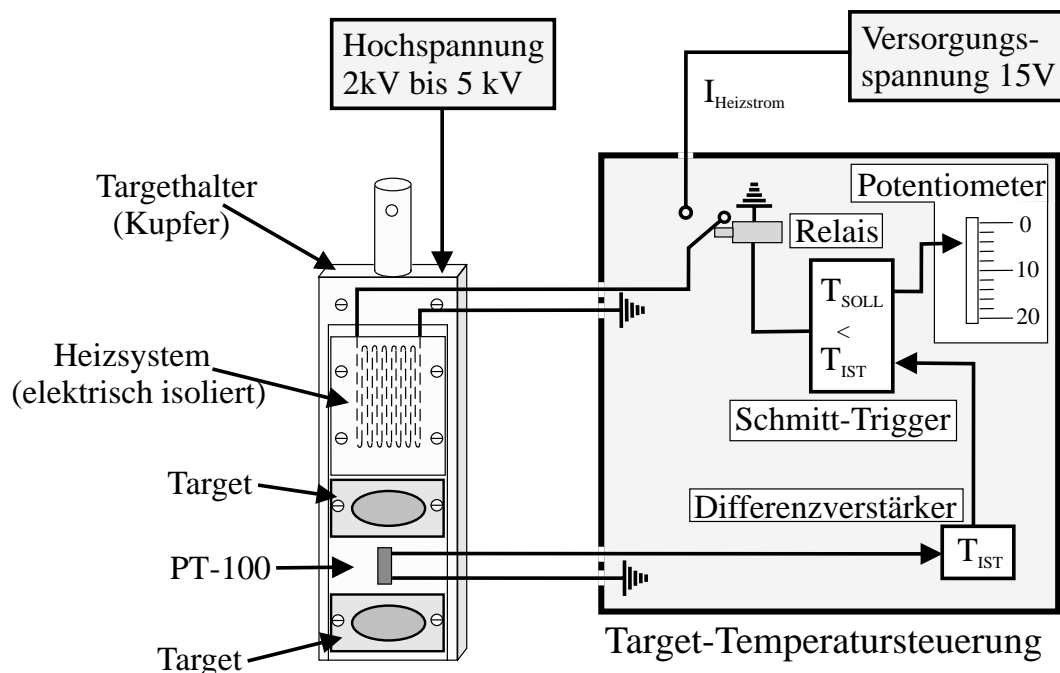 Hochspannung
2kV bis 5 kV
Versorgungs-
spannung 15V
I Heizstrom
Targethalter
(Kupfer)
Potentiometer
0
10
20
Relais
T SOLL
<
T IST
Heizsystem
(elektrisch isoliert)
Schmitt-Trigger
Target
Differenzverstärker
PT-100
T IST
Target
Target-Temperatursteuerung